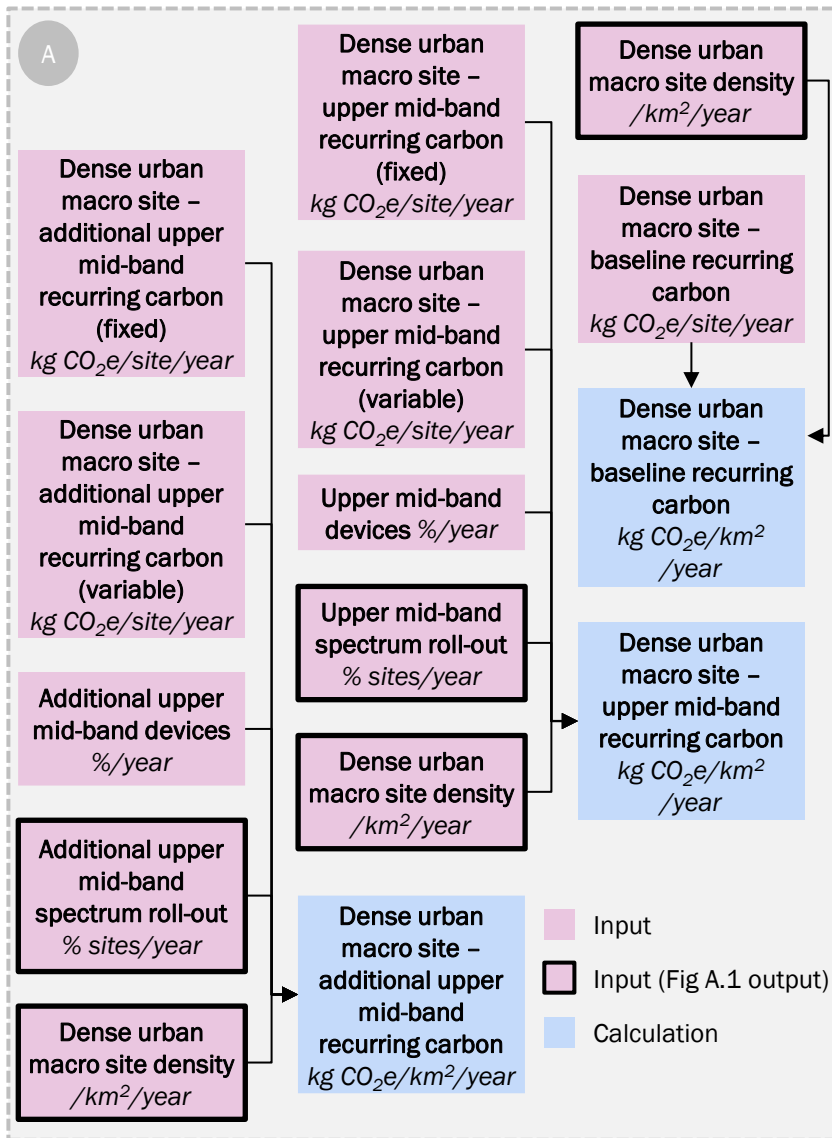 A
Dense urban
macro site –
additional upper
mid-band
recurring carbon
(fixed)
kg CO₂e/site/year
Dense urban
macro site –
additional upper
mid-band
recurring carbon
(variable)
kg CO₂e/site/year
Additional upper
mid-band devices
%/year
Additional upper
mid-band
spectrum roll-out
% sites/year
Dense urban
macro site density
/km²/year
Dense urban
macro site –
upper mid-band
recurring carbon
(fixed)
kg CO₂e/site/year
Dense urban
macro site –
upper mid-band
recurring carbon
(variable)
kg CO₂e/site/year
Upper mid-band
devices %/year
Upper mid-band
spectrum roll-out
% sites/year
Dense urban
macro site density
/km²/year
Dense urban
macro site –
additional upper
mid-band
recurring carbon
kg CO₂e/km²/year
Dense urban
macro site density
/km²/year
Dense urban
macro site –
baseline recurring
carbon
kg CO₂e/site/year
Dense urban
macro site –
baseline recurring
carbon
kg CO₂e/km²
/year
Dense urban
macro site –
upper mid-band
recurring carbon
kg CO₂e/km²
/year
Input
Input (Fig A.1 output)
Calculation